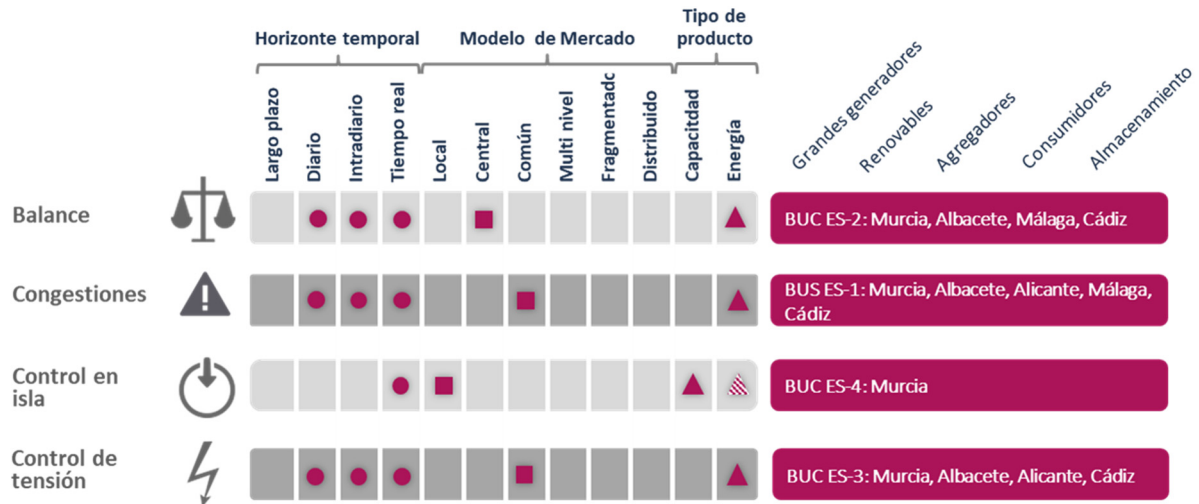 Tipo de
producto
Horizonte temporal
Modelo de Mercado
Largo plazo
Diario
Intradiario
Tiempo real
Local
Central
Común
Multi nivel
Fragmentadc
Distribuido
Capacitdad
Energía
Grandes generadores
Renovables
Agregadores
Consumidores
Almacenamiento
Balance
BUC ES-2: Murcia, Albacete, Málaga, Cádiz
Congestiones
BUS ES-1: Murcia, Albacete, Alicante, Málaga,
Cádiz
Control en
isla
BUC ES-4: Murcia
Control de
tensión
BUC ES-3: Murcia, Albacete, Alicante, Cádiz